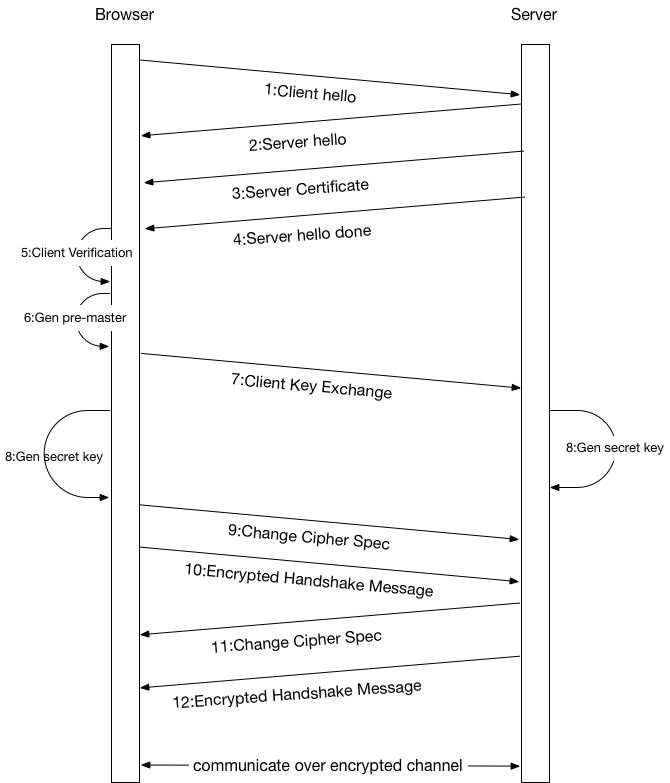 Browser
Server
1:Client hello
2:Server hello
3:Server Certificate
4:Server hello done
5:Client Verification
6:Gen pre-master
7:Client Key Exchange
8:Gen secret key
8:Gen secret key
9:Change Cipher Spec
10:Encrypted Handshake Message
11:Change Cipher Spec
12:Encrypted Handshake Message
communicate over encrypted channel